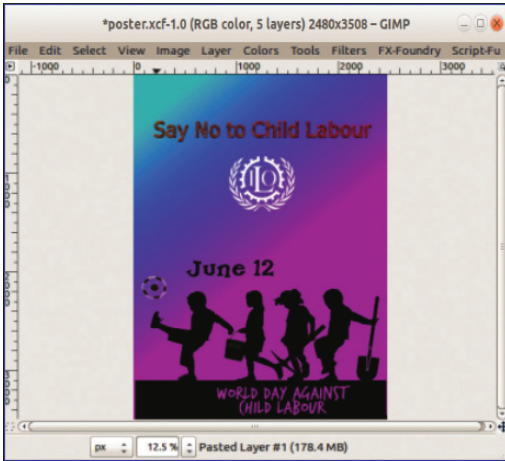 *poster.xcf-1.0 (RGB color, 5 layers) 2480x3508 – GIMP
File Edit Select View Image Layer Colors Tools Filters FX-Foundry Script-Fu
-1000 0 1000 2000 3000
Say No to Child Labour
ILO
June 12
WORLD DAY AGAINST
CHILD LABOUR
px 12.5 % Pasted Layer #1 (178.4 MB)